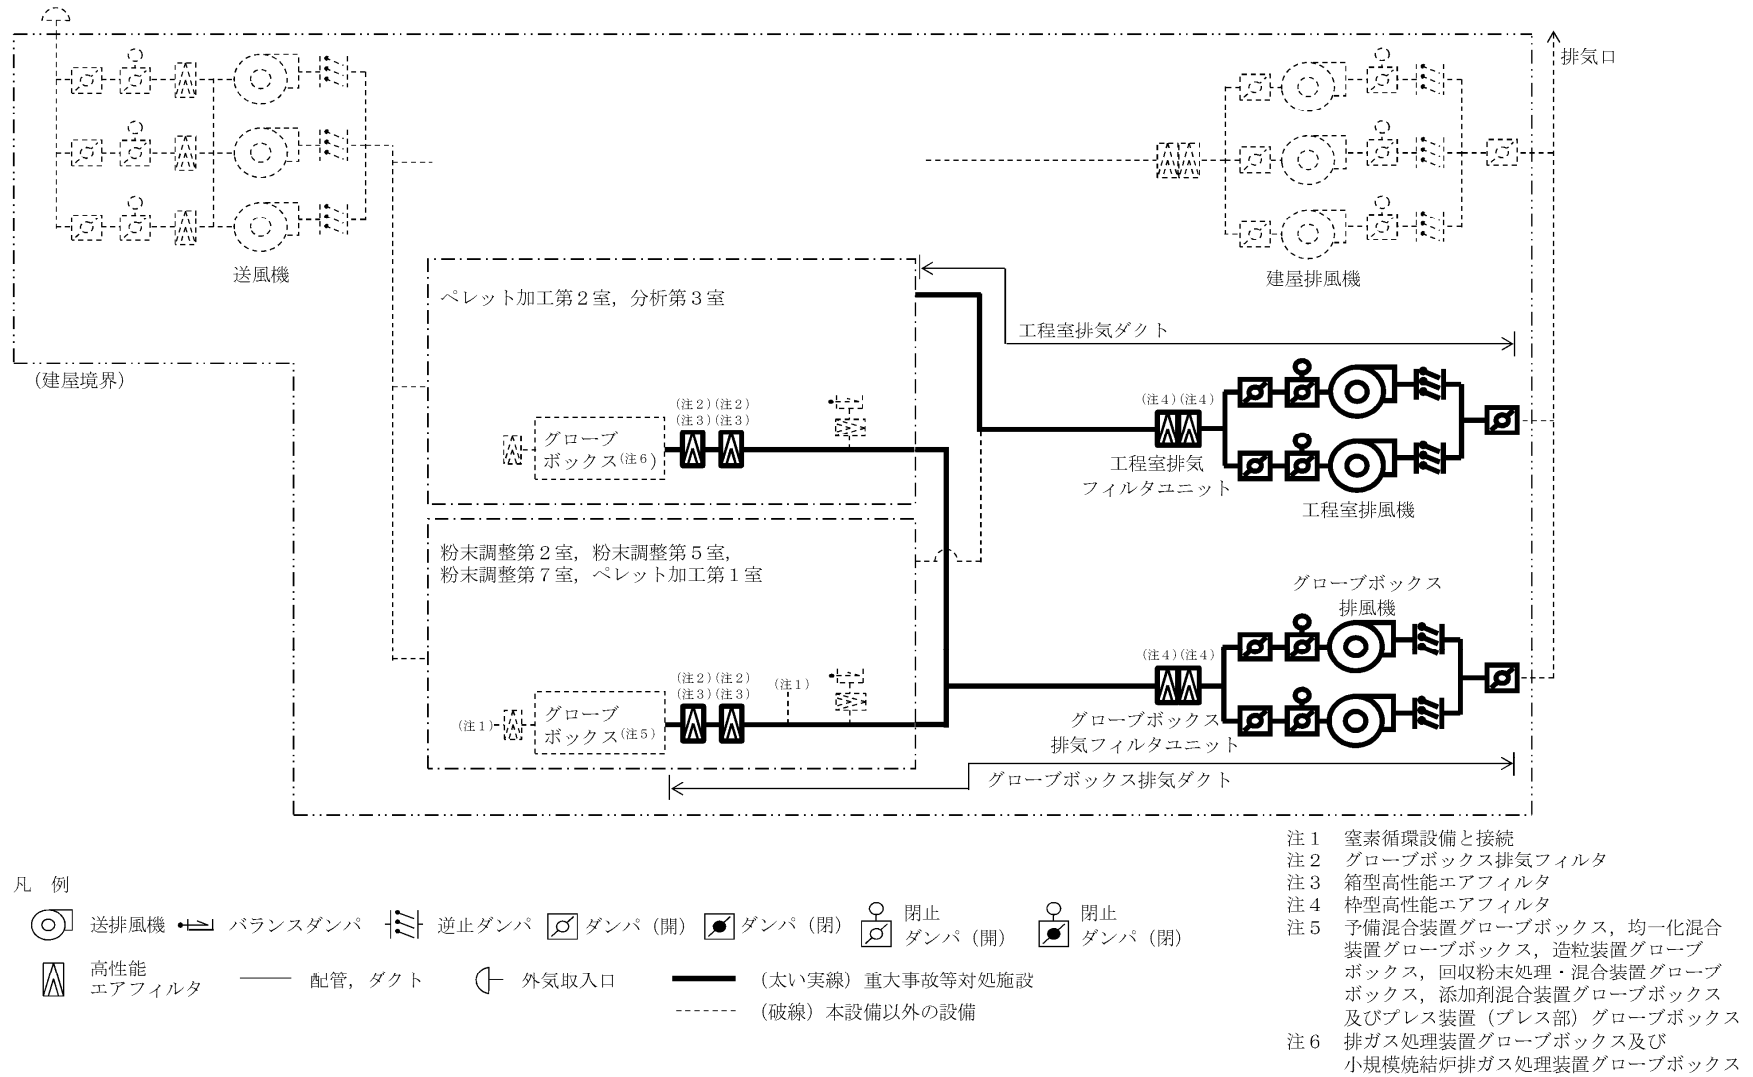 排気口
送風機
建屋排風機
ペレット加工第２室，分析第３室
工程室排気ダクト
（建屋境界）
（注２）（注２）
（注３）（注３）
グローブ
ボックス（注６）
（注４）（注４）
工程室排気
フィルタユニット
工程室排風機
粉末調整第２室，粉末調整第５室，
粉末調整第７室，ペレット加工第１室
グローブボックス
排風機
（注２）（注２）
（注３）（注３）
（注１）
（注１）
グローブ
ボックス（注５）
（注４）（注４）
グローブボックス
排気フィルタユニット
グローブボックス排気ダクト
凡　例
送排風機
バランスダンパ
逆止ダンパ
ダンパ（開）
ダンパ（閉）
閉止
ダンパ（開）
閉止
ダンパ（閉）
高性能
エアフィルタ
配管，ダクト
外気取入口
（太い実線）重大事故等対処施設
（破線）本設備以外の設備
注１　窒素循環設備と接続
注２　グローブボックス排気フィルタ
注３　箱型高性能エアフィルタ
注４　枠型高性能エアフィルタ
注５　予備混合装置グローブボックス，均一化混合
装置グローブボックス，造粒装置グローブ
ボックス，回収粉末処理・混合装置グローブ
ボックス，添加剤混合装置グローブボックス
及びプレス装置（プレス部）グローブボックス
注６　排ガス処理装置グローブボックス及び
小規模焼結炉排ガス処理装置グローブボックス